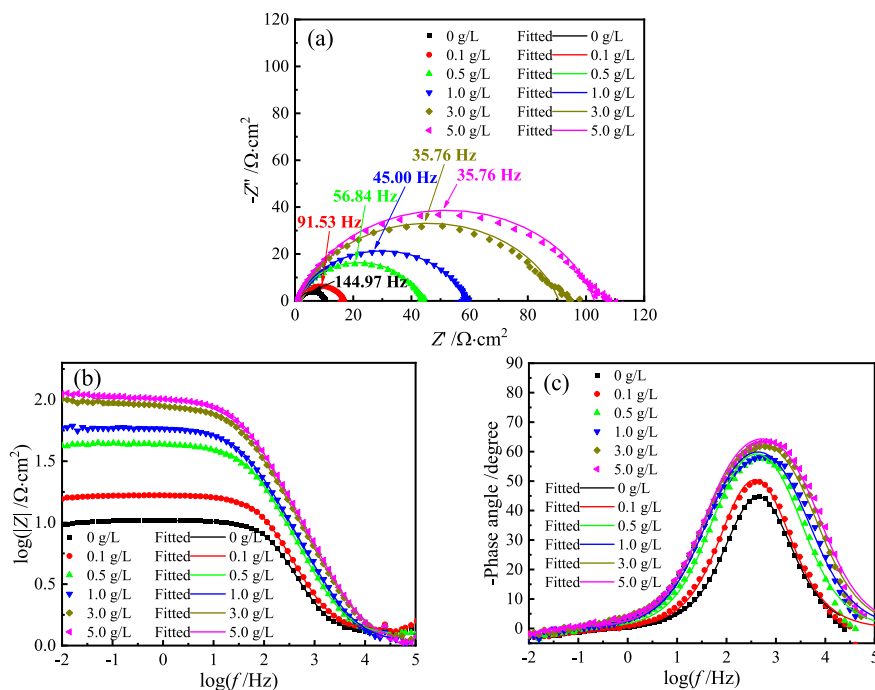 (a)
0 g/L Fitted 0 g/L
0.1 g/L Fitted 0.1 g/L
0.5 g/L Fitted 0.5 g/L
1.0 g/L Fitted 1.0 g/L
3.0 g/L Fitted 3.0 g/L
5.0 g/L Fitted 5.0 g/L
35.76 Hz
45.00 Hz
35.76 Hz
56.84 Hz
91.53 Hz
144.97 Hz
120
100
80
60
40
20
0
-Z'' /Ω·cm²
0 20 40 60 80 100 120
Z' /Ω·cm²
(b)
2.0
1.5
1.0
0.5
0.0
log(|Z| /Ω·cm²)
0 g/L Fitted 0 g/L
0.1 g/L Fitted 0.1 g/L
0.5 g/L Fitted 0.5 g/L
1.0 g/L Fitted 1.0 g/L
3.0 g/L Fitted 3.0 g/L
5.0 g/L Fitted 5.0 g/L
-2 -1 0 1 2 3 4 5
log(f /Hz)
(c)
90
80
70
60
50
40
30
20
10
0
-Phase angle /degree
0 g/L
0.1 g/L
0.5 g/L
1.0 g/L
3.0 g/L
5.0 g/L
Fitted 0 g/L
Fitted 0.1 g/L
Fitted 0.5 g/L
Fitted 1.0 g/L
Fitted 3.0 g/L
Fitted 5.0 g/L
-2 -1 0 1 2 3 4 5
log(f /Hz)